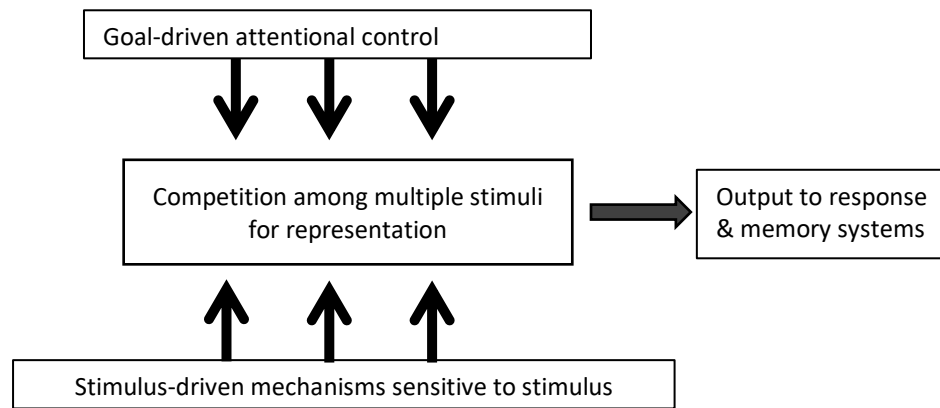 Goal-driven attentional control
Competition among multiple stimuli
for representation
Output to response
& memory systems
Stimulus-driven mechanisms sensitive to stimulus